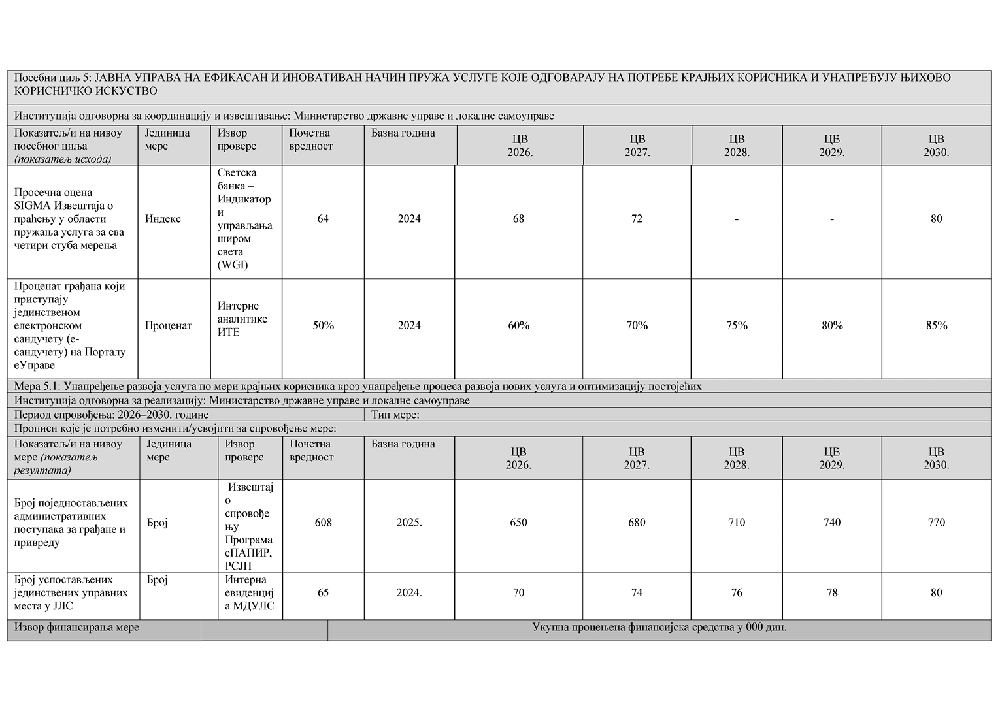 Посебни циљ 5: ЈАВНА УПРАВА НА ЕФИКАСАН И ИНОВАТИВАН НАЧИН ПРУЖА УСЛУГЕ КОЈЕ ОДГОВАРАЈУ НА ПОТРЕБЕ КРАЈЊИХ КОРИСНИКА И УНАПРЕЂУЈУ ЊИХОВО
КОРИСНИЧКО ИСКУСТВО
Институција одговорна за координацију и извештавање: Министарство државне управе и локалне самоуправе
Показатељ/и на нивоу
посебног циља
(показатељ исхода)
Јединица
мере
Извор
провере
Почетна
вредност
Базна година
ЦВ
2026.
ЦВ
2027.
ЦВ
2028.
ЦВ
2029.
ЦВ
2030.
Просечна оцена
SIGMA Извештаја о
праћењу у области
пружања услуга за сва
четири стуба мерења
Индекс
Светска
банка –
Индикатор
и
управљања
широм
света
(WGI)
64
2024
68
72
-
-
80
Проценат грађана који
приступају
јединственом
електронском
сандучету (е-
сандучету) на Порталу
еУправе
Проценат
Интерне
аналитике
ИТЕ
50%
2024
60%
70%
75%
80%
85%
Мера 5.1: Унапређење развоја услуга по мери крајњих корисника кроз унапређење процеса развоја нових услуга и оптимизацију постојећих
Институција одговорна за реализацију: Министарство државне управе и локалне самоуправе
Период спровођења: 2026–2030. године
Тип мере:
Прописи које је потребно изменити/усвојити за спровођење мере:
Показатељ/и на нивоу
мере (показатељ
резултата)
Јединица
мере
Извор
провере
Почетна
вредност
Базна година
ЦВ
2026.
ЦВ
2027.
ЦВ
2028.
ЦВ
2029.
ЦВ
2030.
Број поједностављених
административних
поступака за грађане и
привреду
Број
Извештај
о
спровође
њу
Програма
еПАПИР,
РСЈП
608
2025.
650
680
710
740
770
Број успостављених
јединствених управних
места у ЈЛС
Број
Интерна
евиденциј
а МДУЛС
65
2024.
70
74
76
78
80
Извор финансирања мере
Укупна процењена финансијска средства у 000 дин.